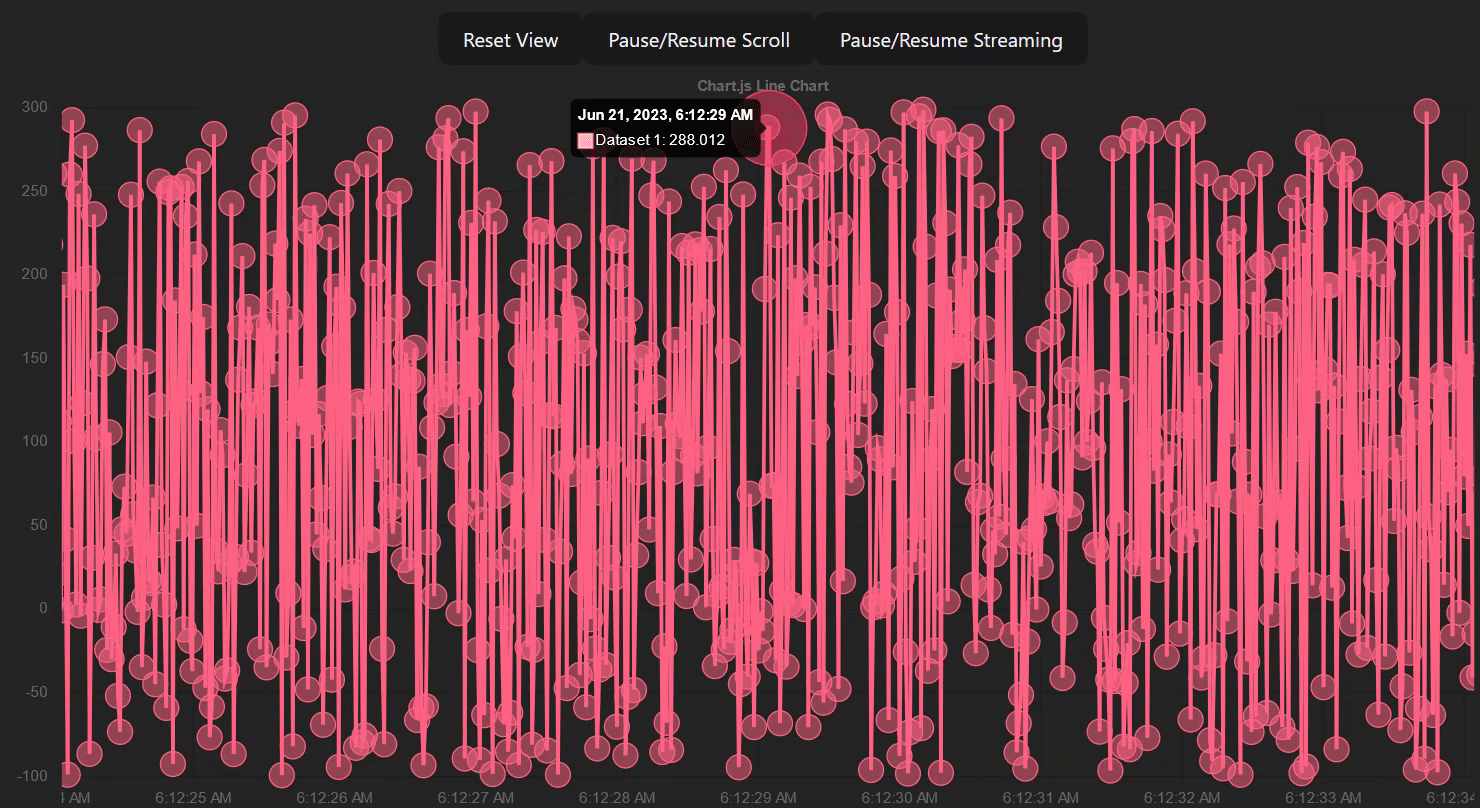 Reset View
Pause/Resume Scroll
Pause/Resume Streaming
Chart.js Line Chart
Jun 21, 2023, 6:12:29 AM
Dataset 1: 288.012
300
250
200
150
100
50
0
-50
-100
AM
6:12:25 AM
6:12:26 AM
6:12:27 AM
6:12:28 AM
6:12:29 AM
6:12:30 AM
6:12:31 AM
6:12:32 AM
6:12:33 AM
6:12:34